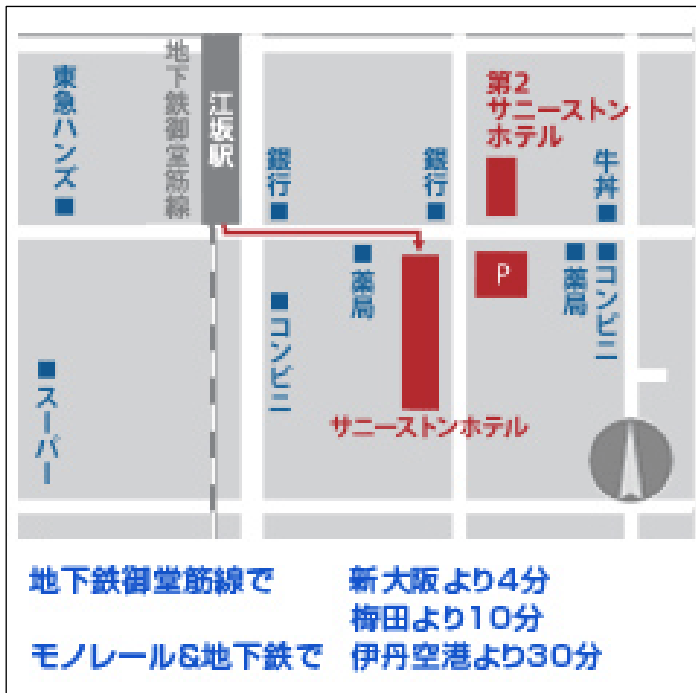 東急ハンズ
地下鉄御堂筋線
江坂駅
銀行
銀行
第2
サニーストン
ホテル
牛丼
薬局
コンビニ
P
薬局
コンビニ
スーパー
サニーストンホテル
地下鉄御堂筋線で 新大阪より4分
梅田より10分
モノレール&地下鉄で 伊丹空港より30分